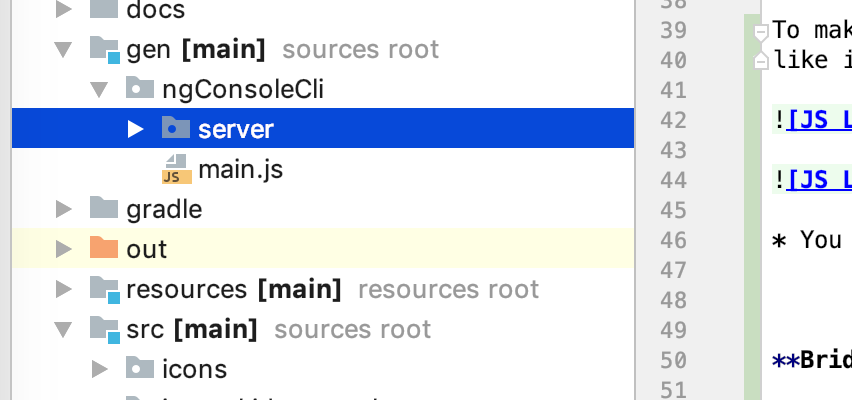 docs
gen [main] sources root
ngConsoleCli
server
JS main.js
gradle
out
resources [main] resources root
src [main] sources root
icons
38
39 To mak
40 like i
41
42 ![JS L
43
44 ![JS L
45
46 * You
47
48
49
50 **Brid
51